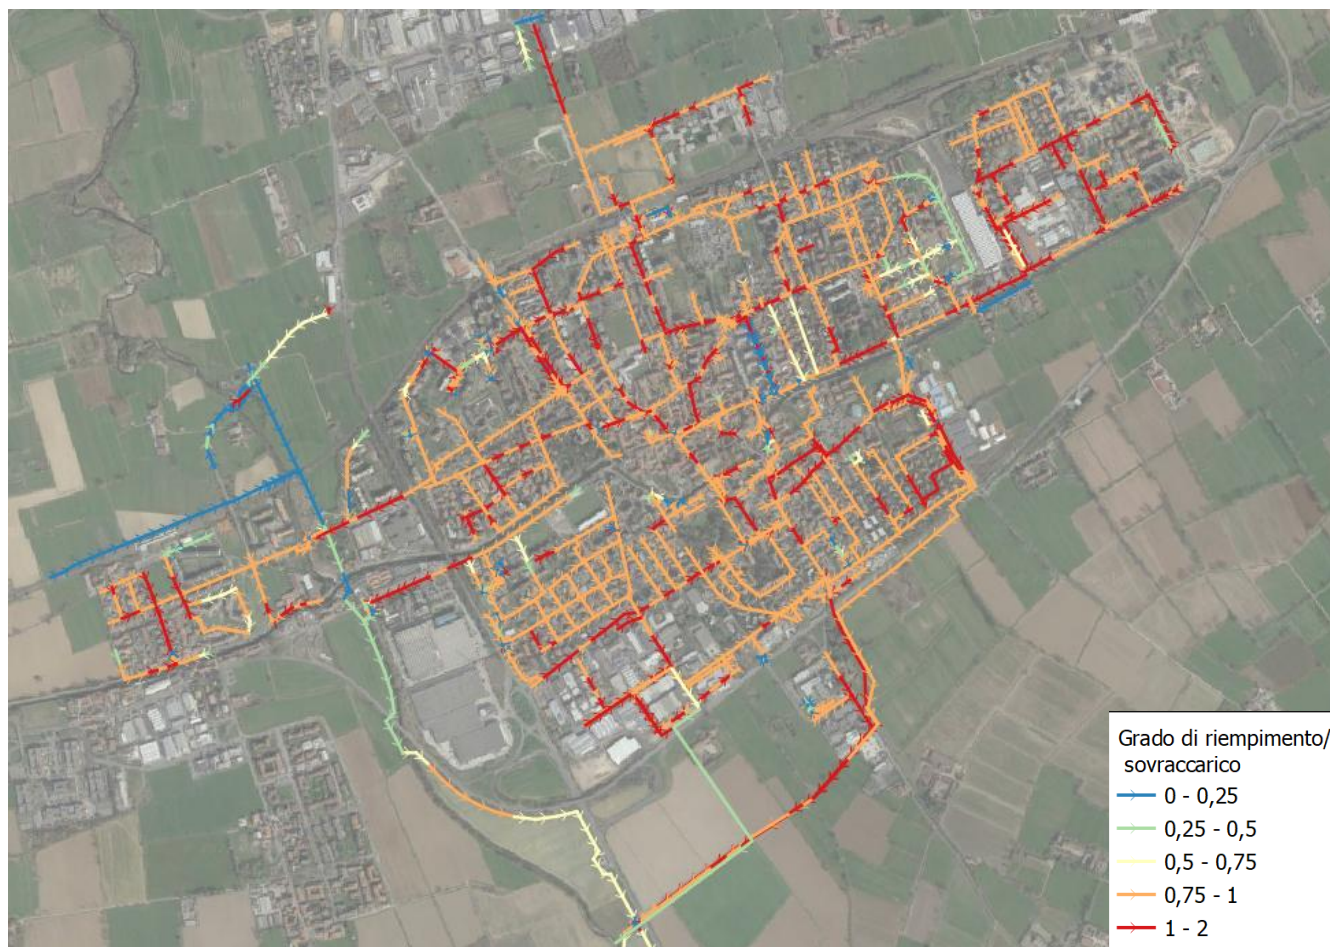 Grado di riempimento/
sovraccarico
0 - 0,25
0,25 - 0,5
0,5 - 0,75
0,75 - 1
1 - 2